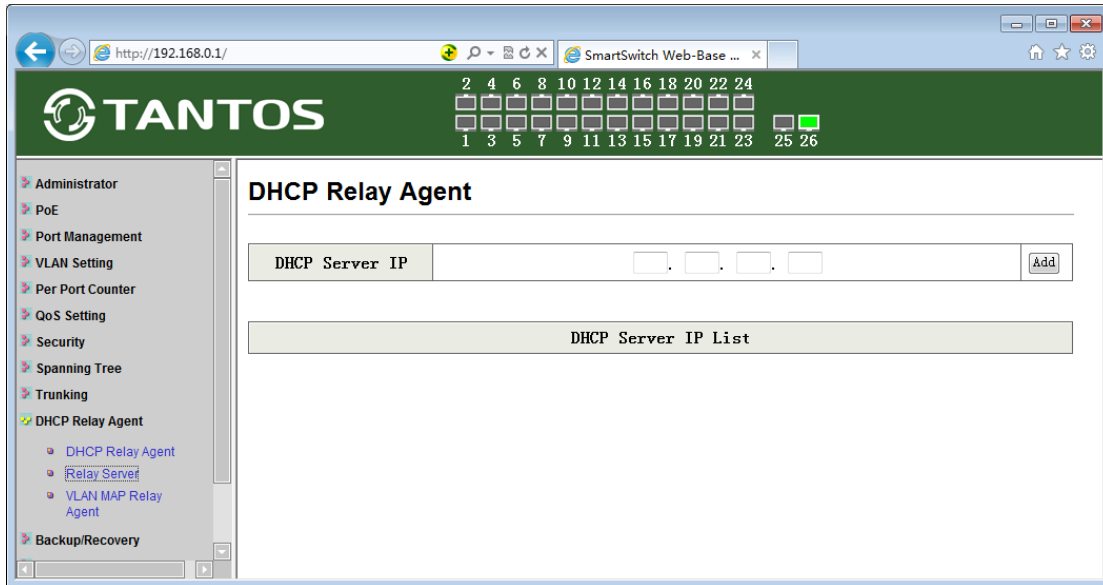 http://192.168.0.1/
SmartSwitch Web-Base ...
TANTOS
2 4 6 8 10 12 14 16 18 20 22 24
1 3 5 7 9 11 13 15 17 19 21 23 25 26
Administrator
PoE
Port Management
VLAN Setting
Per Port Counter
QoS Setting
Security
Spanning Tree
Trunking
DHCP Relay Agent
DHCP Relay Agent
Relay Server
VLAN MAP Relay
Agent
Backup/Recovery
DHCP Relay Agent
DHCP Server IP . . . Add
DHCP Server IP List